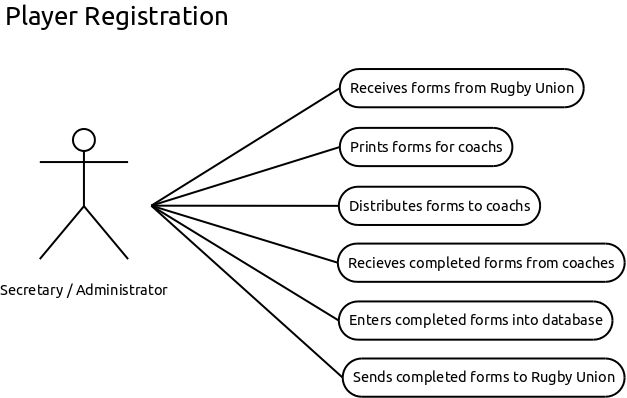 Player Registration
Receives forms from Rugby Union
Prints forms for coachs
Distributes forms to coachs
Recieves completed forms from coaches
Secretary / Administrator
Enters completed forms into database
Sends completed forms to Rugby Union